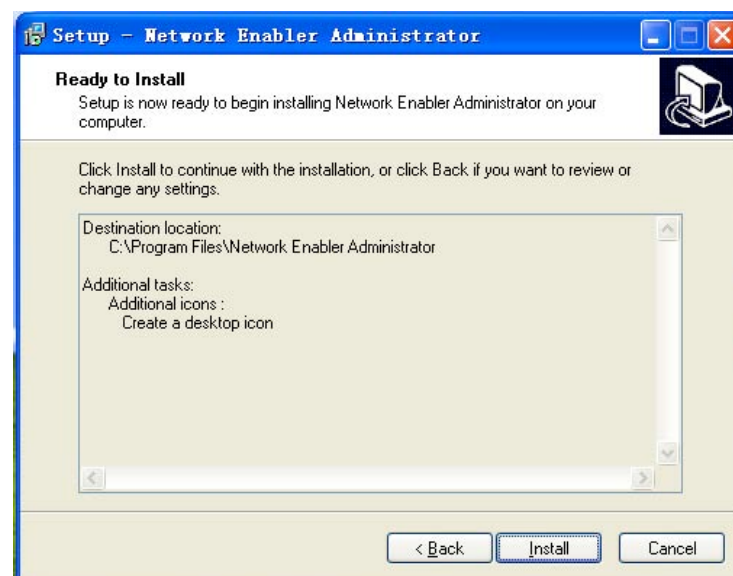 Setup - Network Enabler Administrator
Ready to Install
Setup is now ready to begin installing Network Enabler Administrator on your
computer.
Click Install to continue with the installation, or click Back if you want to review or
change any settings.
Destination location:
C:\Program Files\Network Enabler Administrator
Additional tasks:
Additional icons :
Create a desktop icon
< Back
Install
Cancel